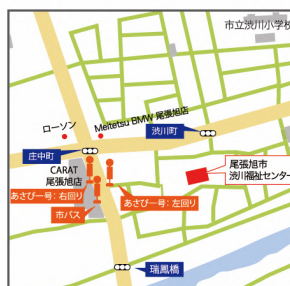 市立渋川小学校
Meitetsu BMW 尾張旭店
ローソン
渋川町
庄中町
CARAT
尾張旭店
尾張旭市
渋川福祉センター
あさぴー号:右回り
あさぴー号:左回り
市バス
瑞鳳橋